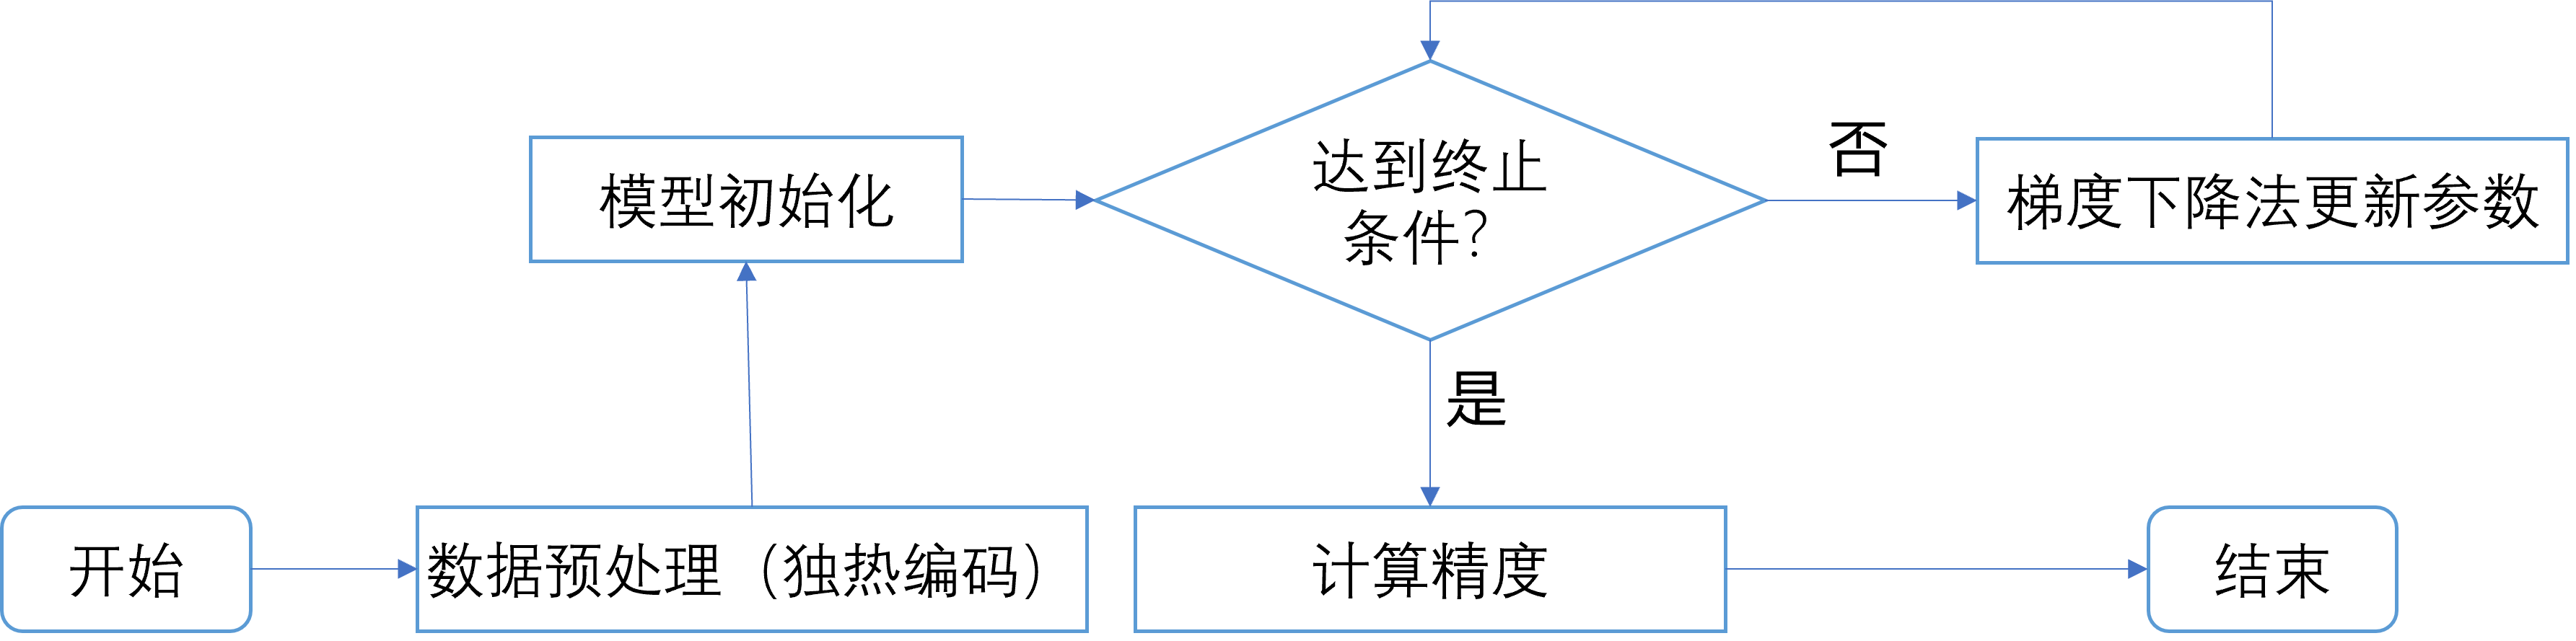 达到终止
条件？
否
模型初始化
梯度下降法更新参数
是
开始
数据预处理（独热编码）
计算精度
结束